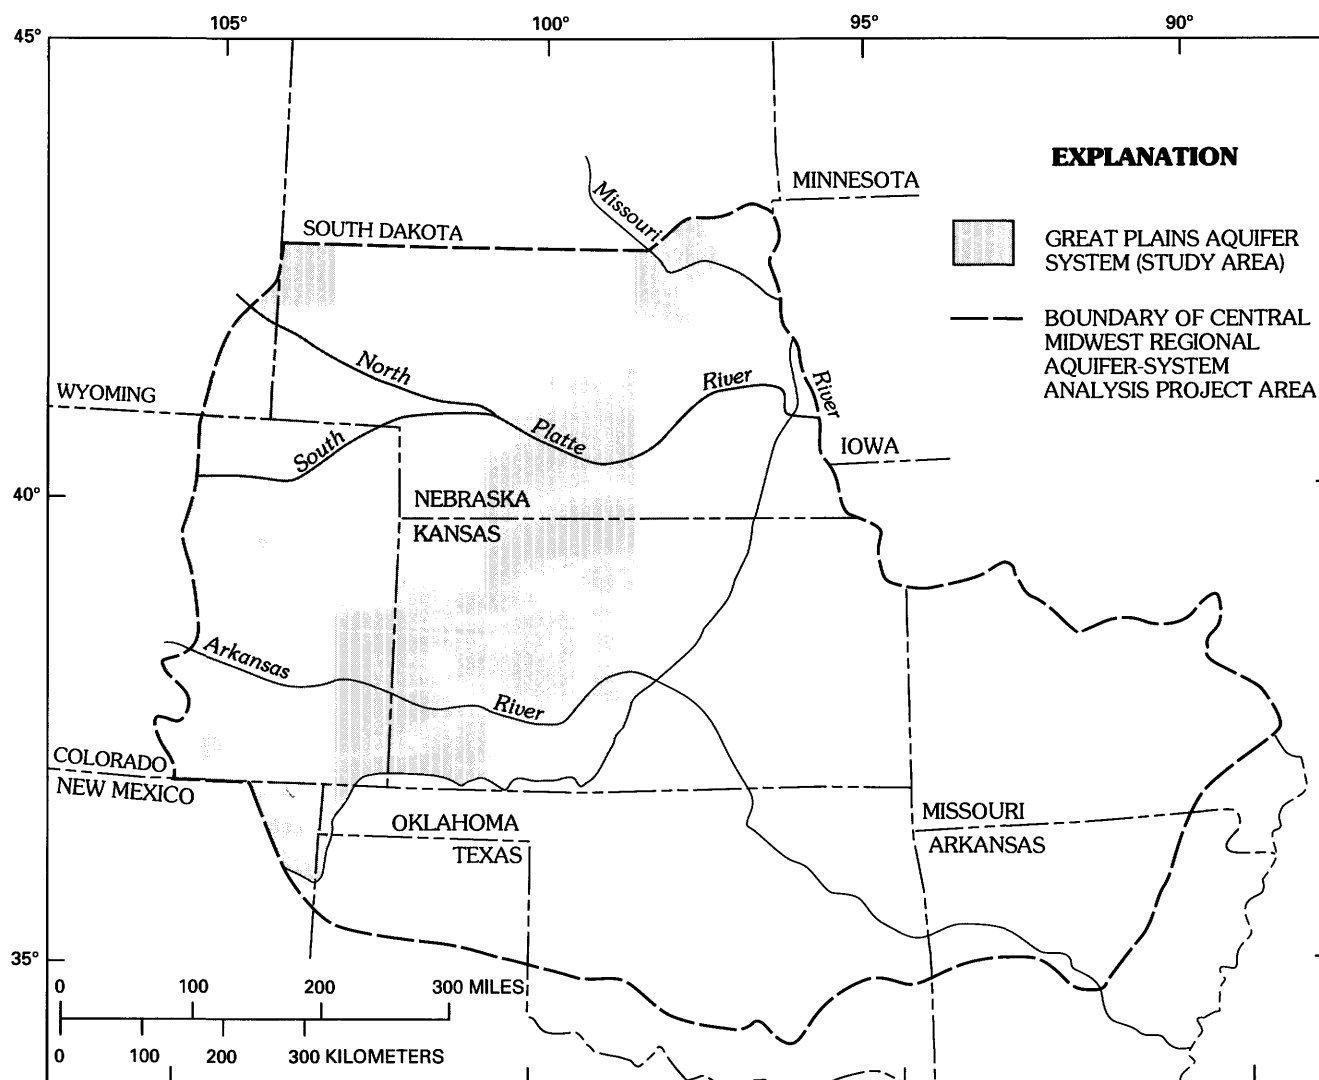 105°
100°
95°
90°
45°
EXPLANATION
MINNESOTA
Missouri
SOUTH DAKOTA
GREAT PLAINS AQUIFER
SYSTEM (STUDY AREA)
BOUNDARY OF CENTRAL
MIDWEST REGIONAL
AQUIFER-SYSTEM
ANALYSIS PROJECT AREA
North
River
River
WYOMING
South
Platte
IOWA
40°
NEBRASKA
KANSAS
Arkansas
River
COLORADO
NEW MEXICO
OKLAHOMA
TEXAS
MISSOURI
ARKANSAS
35°
0 100 200 300 MILES
0 100 200 300 KILOMETERS